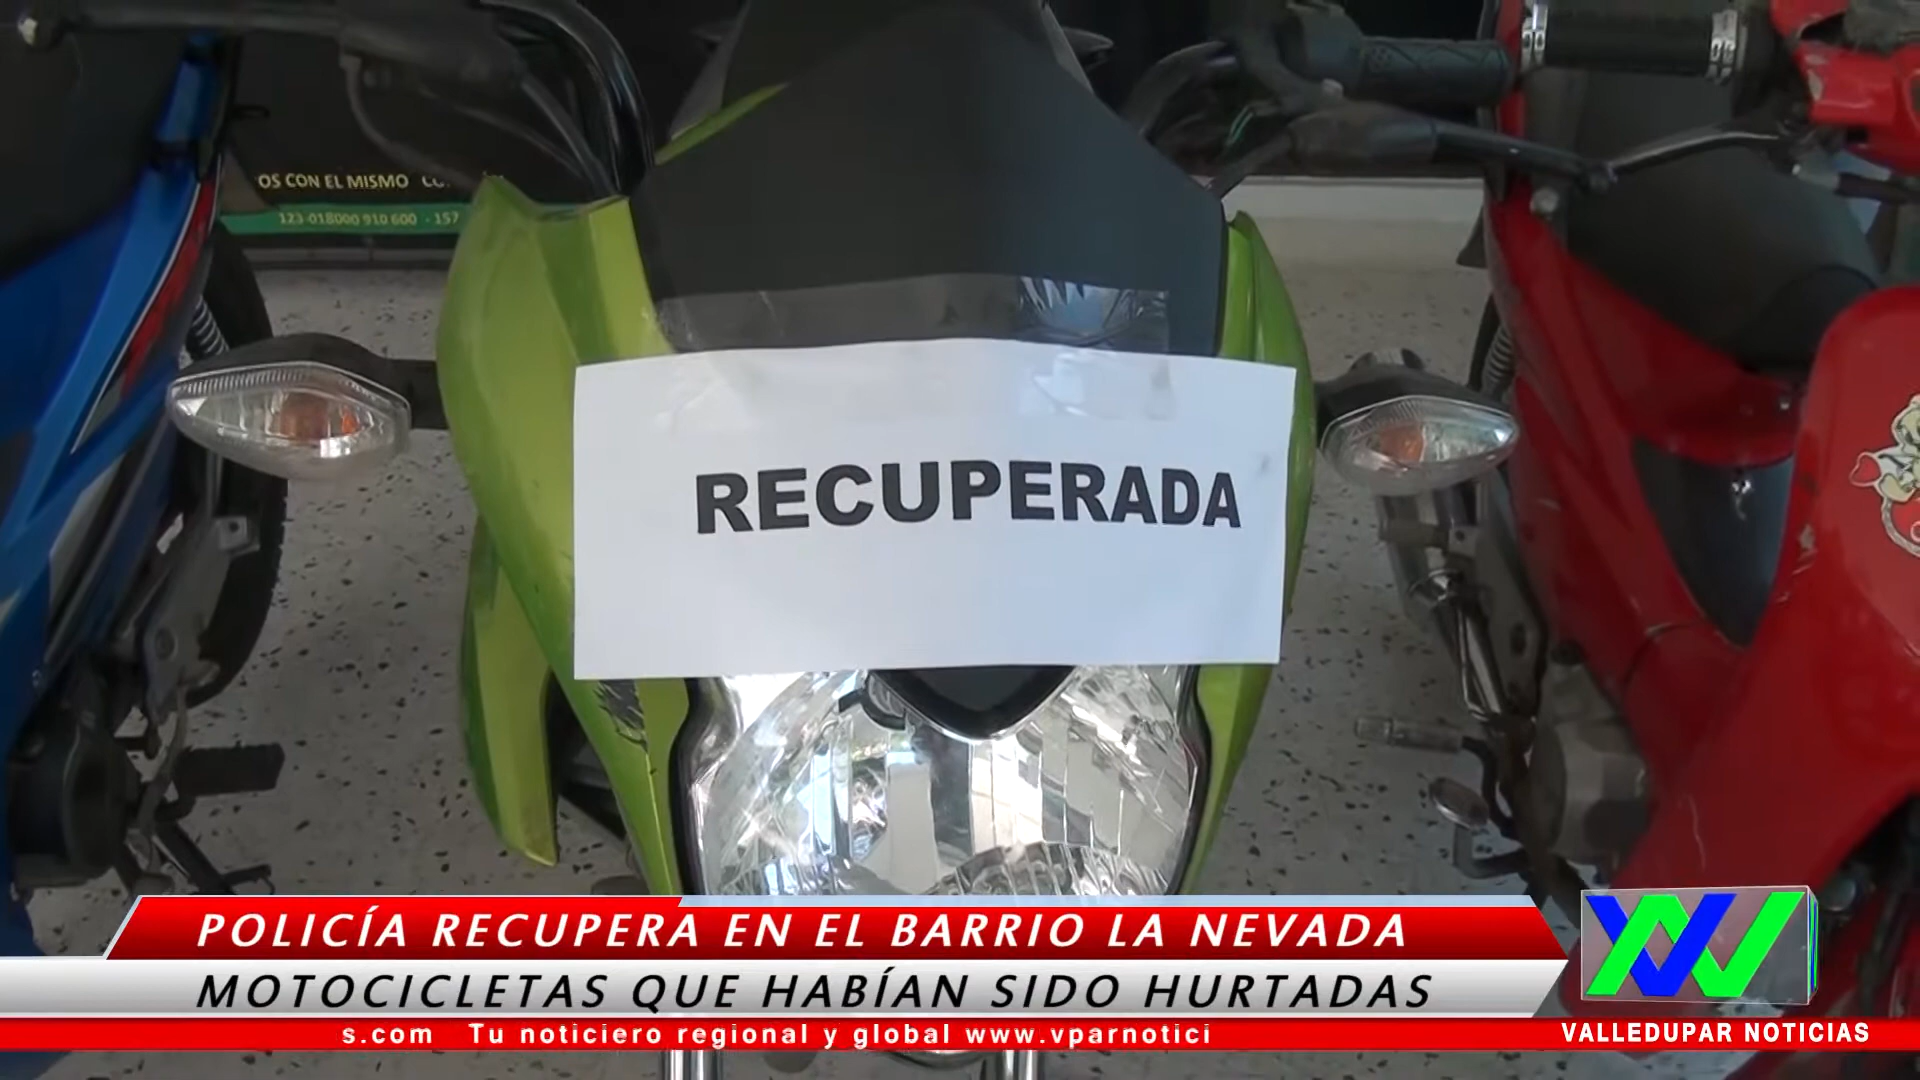 OS CON EL MISMO
123-018000 910 600 - 157
RECUPERADA
POLICÍA RECUPERA EN EL BARRIO LA NEVADA
MOTOCICLETAS QUE HABÍAN SIDO HURTADAS
s.com Tu noticiero regional y global www.vparnotici
VALLEDUPAR NOTICIAS